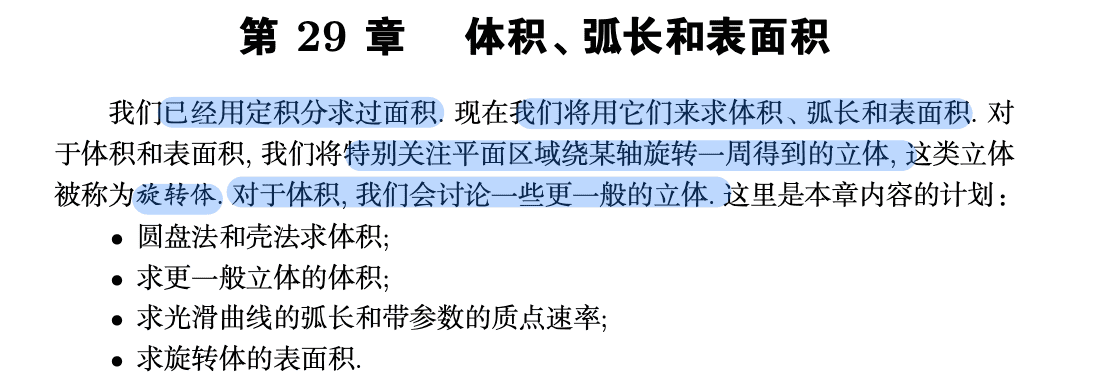 第 29 章 体积、弧长和表面积
我们已经用定积分求过面积. 现在我们将用它们来求体积、弧长和表面积. 对
于体积和表面积, 我们将特别关注平面区域绕某轴旋转一周得到的立体, 这类立体
被称为旋转体. 对于体积, 我们会讨论一些更一般的立体. 这里是本章内容的计划:
• 圆盘法和壳法求体积;
• 求更一般立体的体积;
• 求光滑曲线的弧长和带参数的质点速率;
• 求旋转体的表面积.